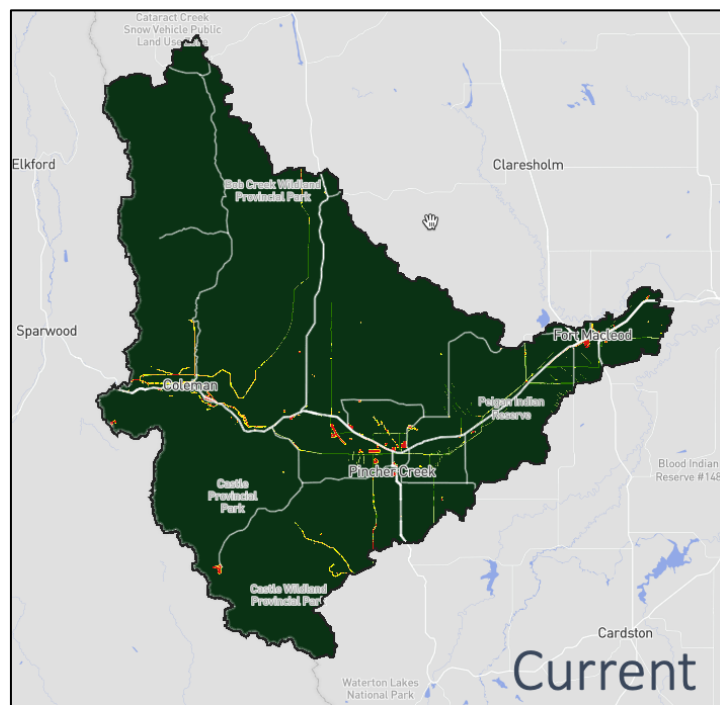 Cataract Creek
Snow Vehicle Public
Land Use
Elkford
Claresholm
Bob Creek Wildland
Provincial Park
Sparwood
Fort Macleod
Coleman
Peigan Indian
Reserve
Pincher Creek
Castle
Provincial
Park
Blood Indian
Reserve #148
Castle Wildland
Provincial Par
Cardston
Current
Waterton Lakes
National Park